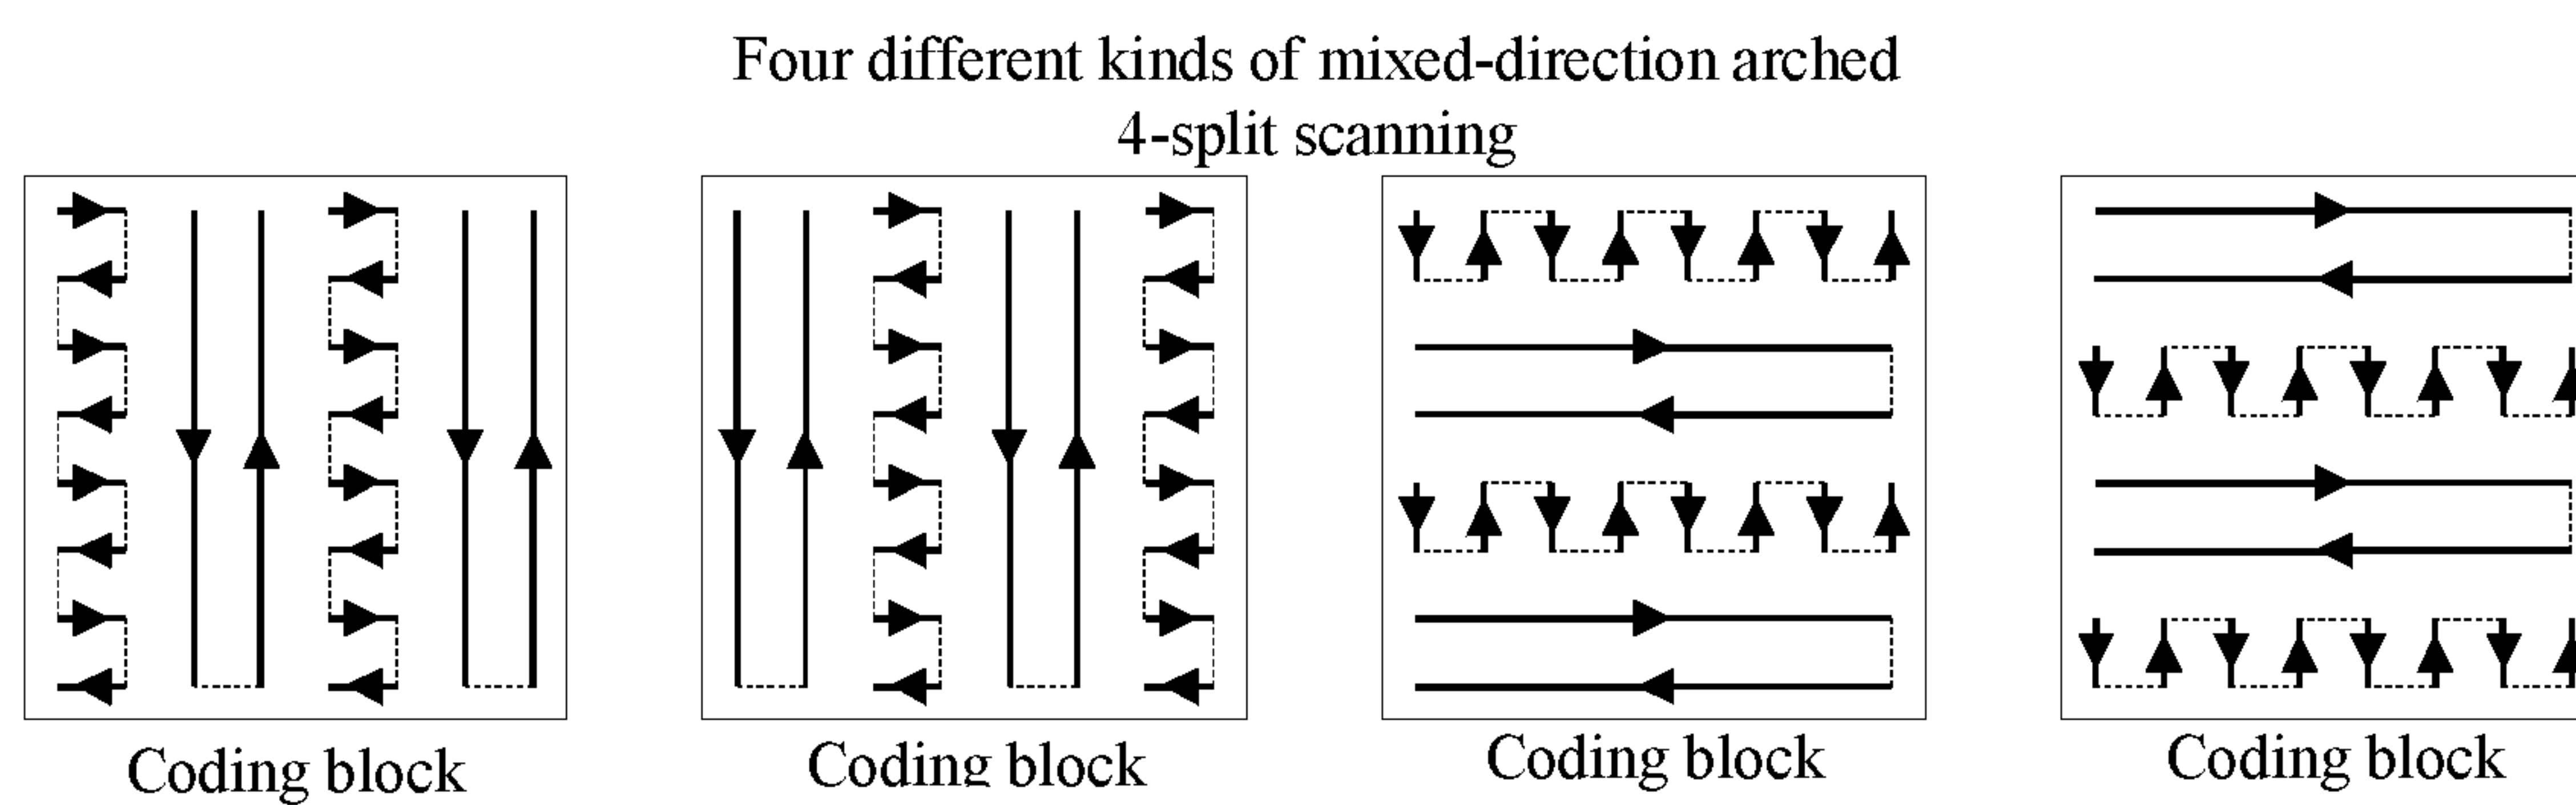 Four different kinds of mixed-direction arched
4-split scanning
Coding block
Coding block
Coding block
Coding block